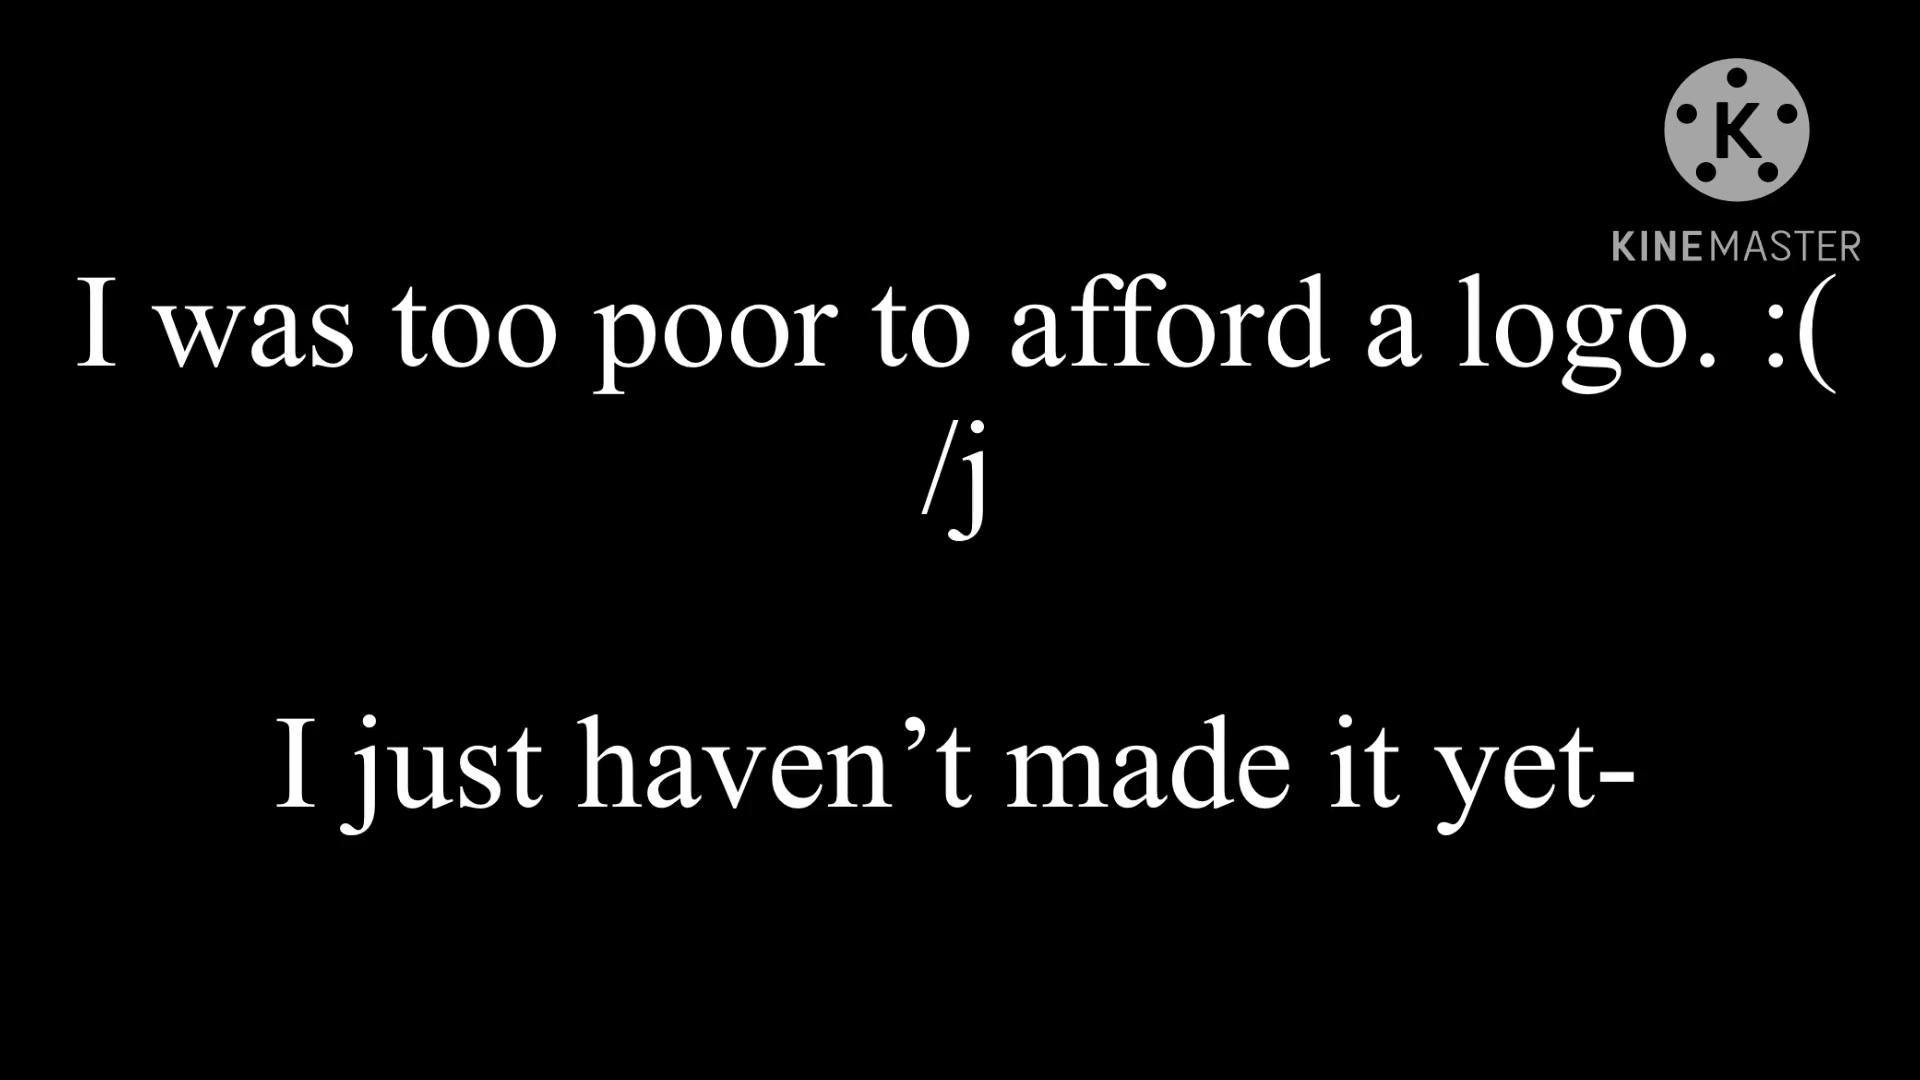 K
KINEMASTER
I was too poor to afford a logo. :(
/j
I just haven’t made it yet-